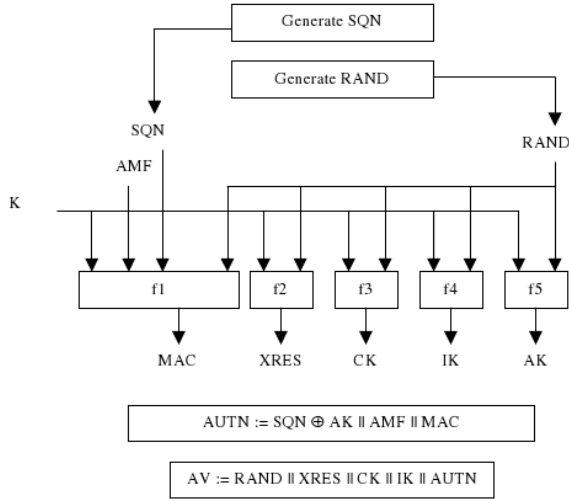 Generate SQN
Generate RAND
SQN
RAND
AMF
K
f1 f2 f3 f4 f5
MAC XRES CK IK AK
AUTN := SQN ⊕ AK || AMF || MAC
AV := RAND || XRES || CK || IK || AUTN